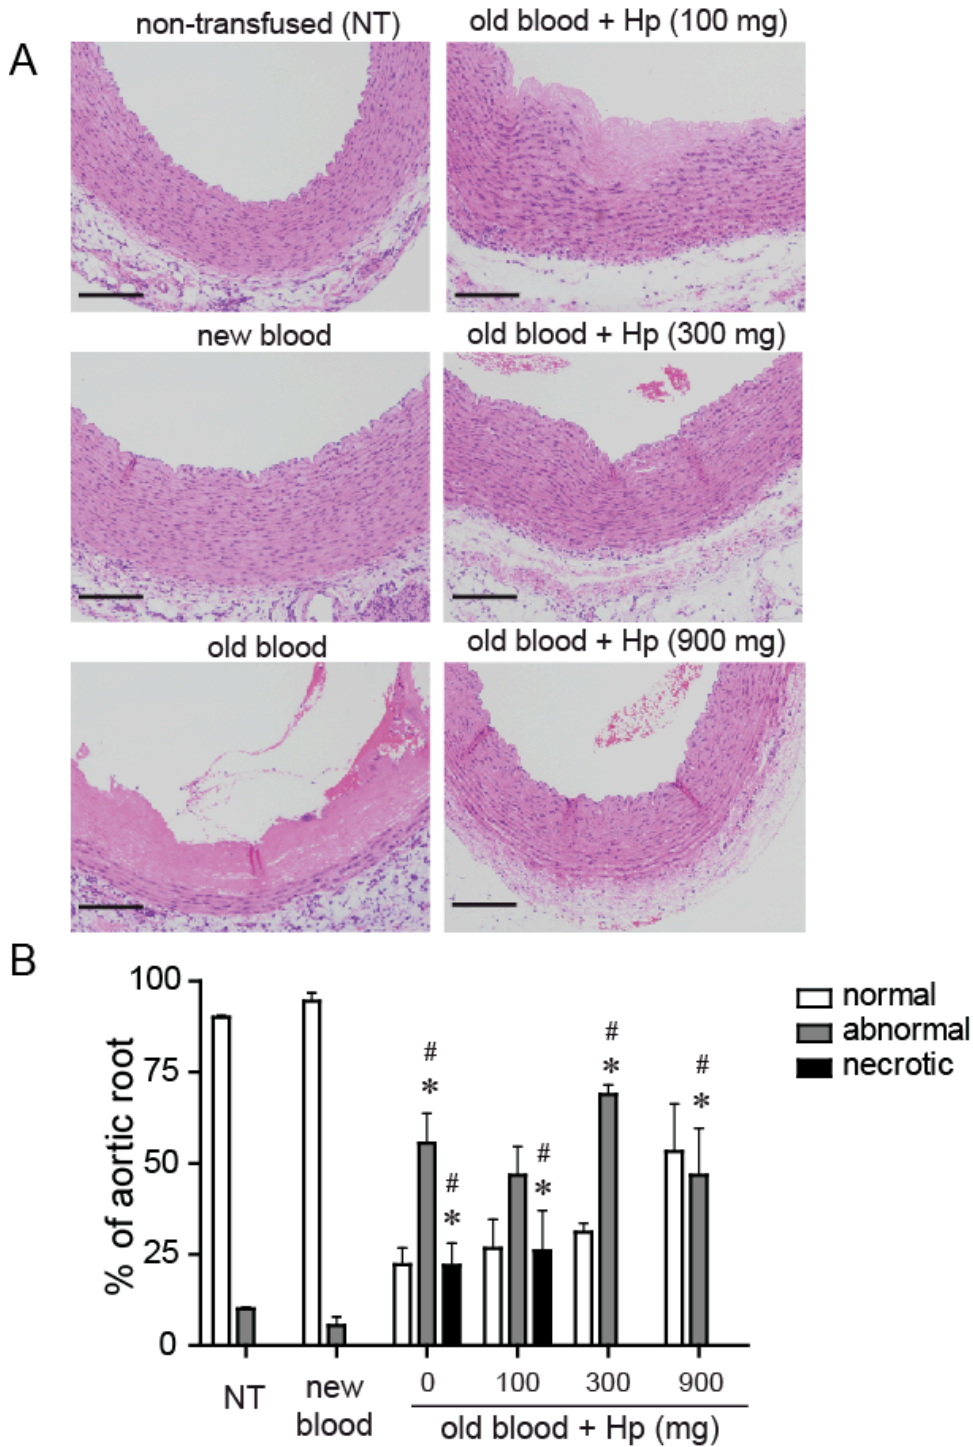 A
non-transfused (NT)
old blood + Hp (100 mg)
new blood
old blood + Hp (300 mg)
old blood
old blood + Hp (900 mg)
B
100
75
50
25
0
% of aortic root
# * # * # * # * # *
normal
abnormal
necrotic
NT
new
blood
0 100 300 900
old blood + Hp (mg)